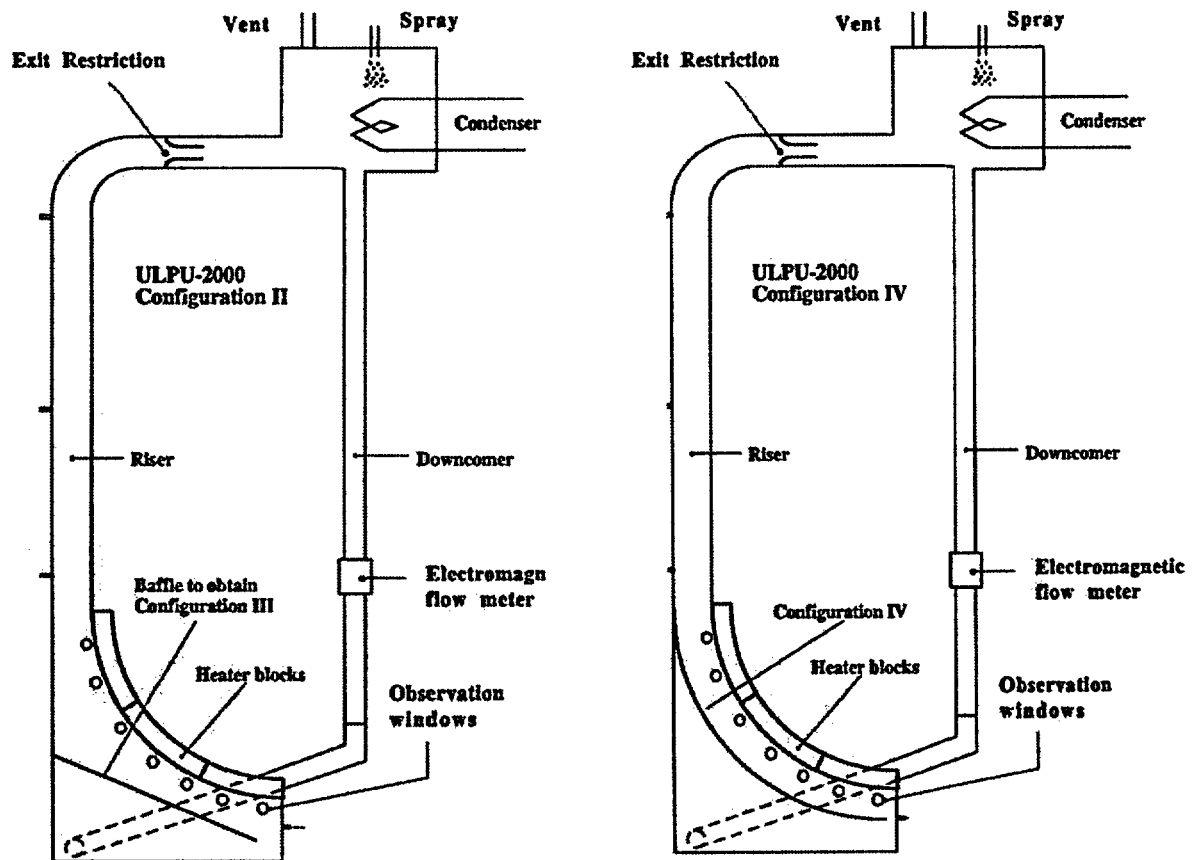 Vent
Spray
Exit Restriction
Condenser
ULPU-2000
Configuration II
Riser
Downcomer
Baffle to obtain
Configuration III
Electromagn
flow meter
Heater blocks
Observation
windows
Vent
Spray
Exit Restriction
Condenser
ULPU-2000
Configuration IV
Riser
Downcomer
Electromagnetic
flow meter
Configuration IV
Heater blocks
Observation
windows